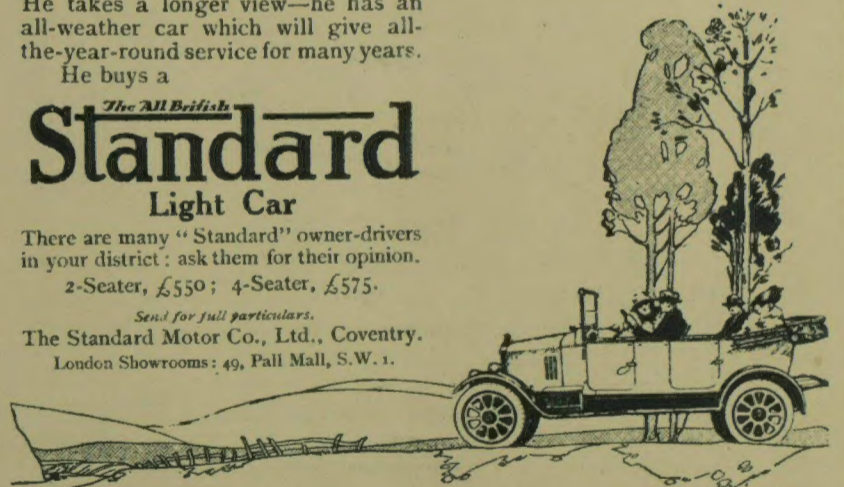 He takes a longer view—he has an
all-weather car which will give all-
the-year-round service for many years.
He buys a
The All British
Standard
Light Car
There are many "Standard" owner-drivers
in your district : ask them for their opinion.
2-Seater, £550; 4-Seater, £575.
Send for full particulars.
The Standard Motor Co., Ltd., Coventry.
London Showrooms: 49, Pall Mall, S.W. 1.